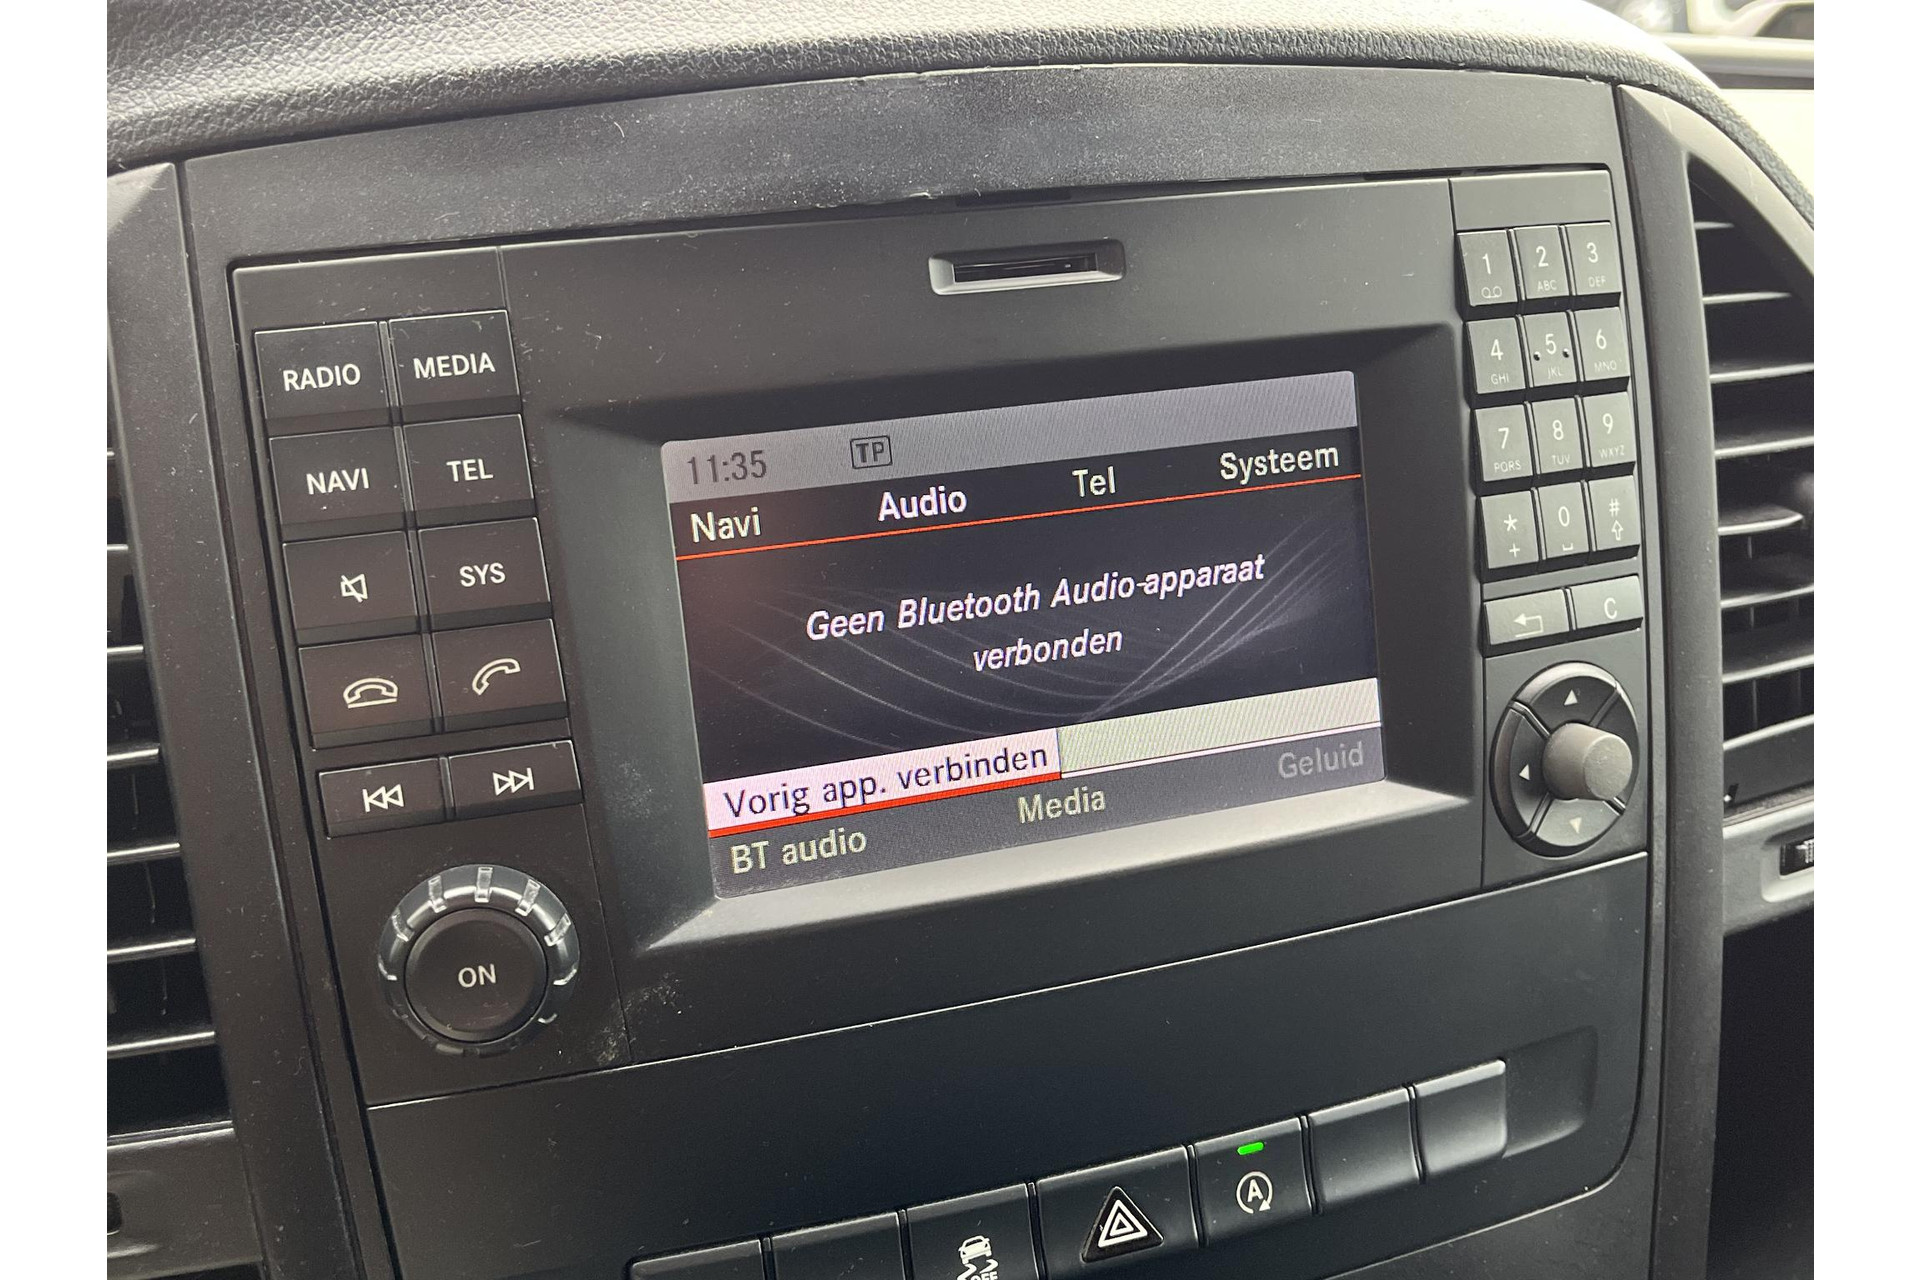 RADIO MEDIA
NAVI TEL
SYS
ON
11:35 TP
Navi Audio Tel Systeem
Geen Bluetooth Audio-apparaat
verbonden
Vorig app. verbinden
BT audio Media Geluid
1 2 3
ABC DEF
4 5 6
GHI JKL MNO
7 8 9
PQRS TUV WXYZ
* 0 #
+
C
A
OFF